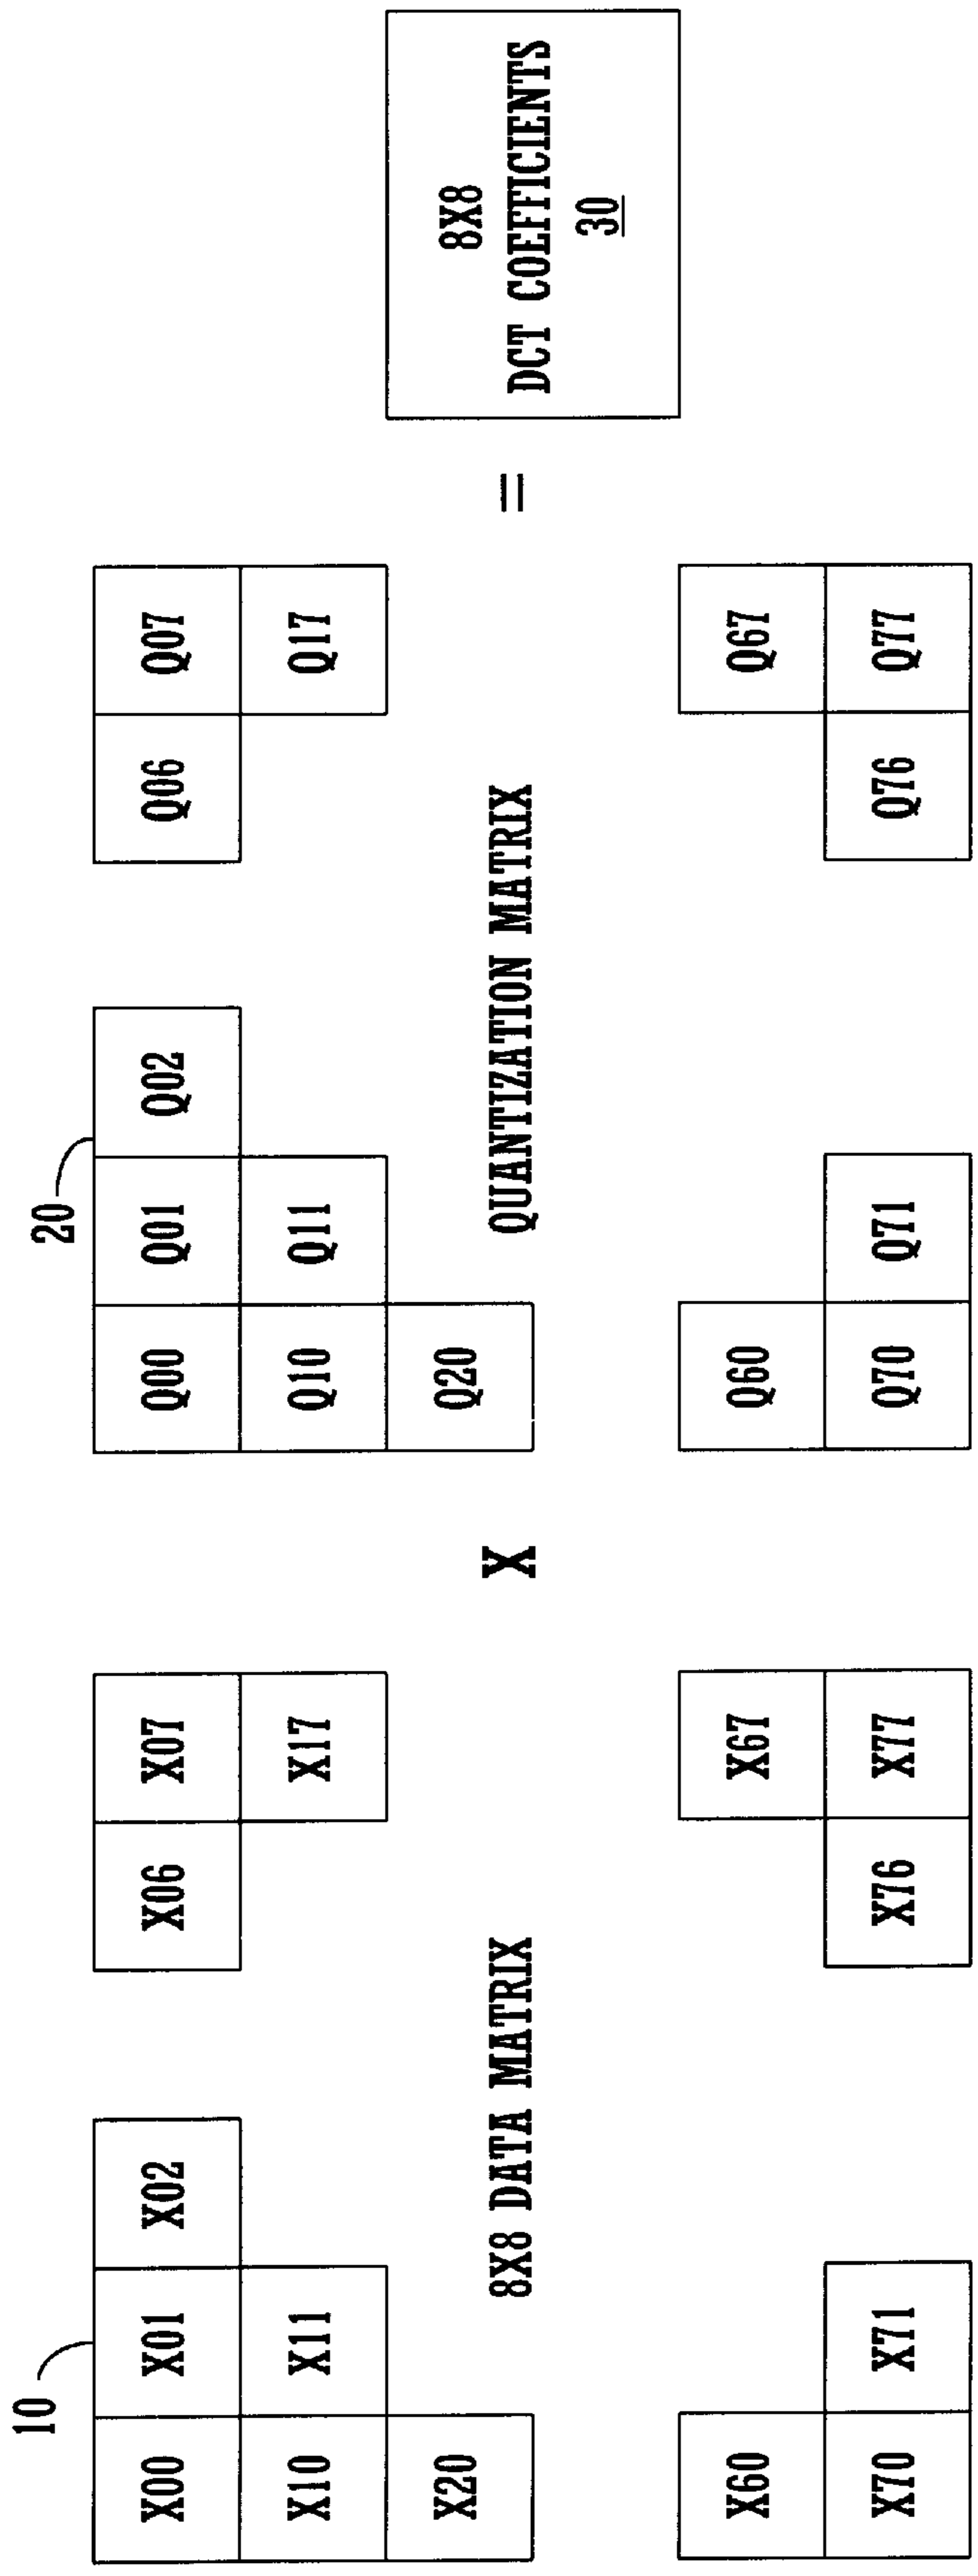 10
X00 X01 X02 X06 X07
X10 X11 X17
X20
8X8 DATA MATRIX
X60 X67
X70 X71 X76 X77
X
20
Q00 Q01 Q02 Q06 Q07
Q10 Q11 Q17
Q20
QUANTIZATION MATRIX
Q60 Q67
Q70 Q71 Q76 Q77
=
8X8
DCT COEFFICIENTS
30